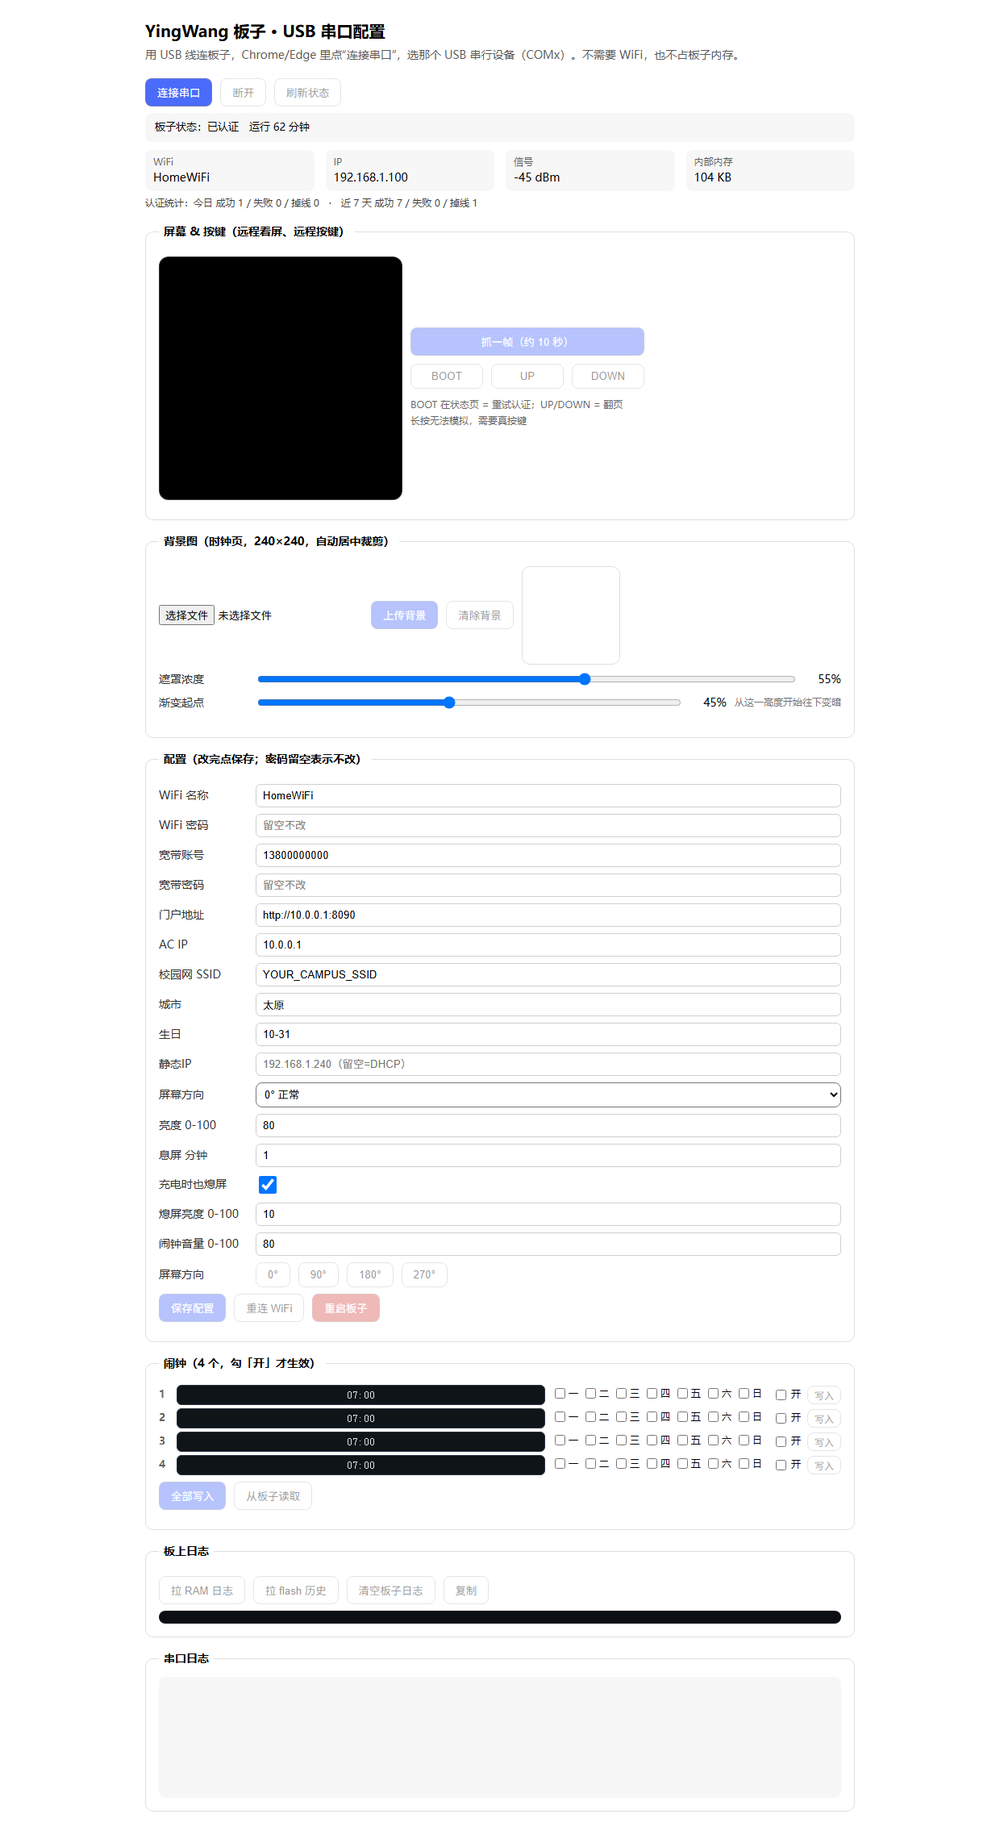 YingWang 板子 · USB 串口配置
用 USB 线连板子，Chrome/Edge 里点“连接串口”，选那个 USB 串行设备（COMx）。不需要 WiFi，也不占板子内存。
连接串口 断开 刷新状态
板子状态：已认证 运行 62 分钟
WiFi IP 信号 内部内存
HomeWiFi 192.168.1.100 -45 dBm 104 KB
认证统计：今日 成功 1 / 失败 0 / 掉线 0 · 近 7 天 成功 7 / 失败 0 / 掉线 1
屏幕 & 按键（远程看屏、远程按键）
抓一帧（约 10 秒）
BOOT UP DOWN
BOOT 在状态页 = 重试认证；UP/DOWN = 翻页
长按无法模拟，需要真按键
背景图（时钟页，240×240，自动居中裁剪）
选择文件 未选择文件 上传背景 清除背景
遮罩浓度 55%
渐变起点 45% 从这一高度开始往下变暗
配置（改完点保存；密码留空表示不改）
WiFi 名称 HomeWiFi
WiFi 密码 留空不改
宽带账号 13800000000
宽带密码 留空不改
门户地址 http://10.0.0.1:8090
AC IP 10.0.0.1
校园网 SSID YOUR_CAMPUS_SSID
城市 太原
生日 10-31
静态IP 192.168.1.240（留空=DHCP）
屏幕方向 0° 正常
亮度 0-100 80
息屏 分钟 1
充电时也熄屏
熄屏亮度 0-100 10
闹钟音量 0-100 80
屏幕方向 0° 90° 180° 270°
保存配置 重连 WiFi 重启板子
闹钟（4 个，勾「开」才生效）
1 07:00 一 二 三 四 五 六 日 开 写入
2 07:00 一 二 三 四 五 六 日 开 写入
3 07:00 一 二 三 四 五 六 日 开 写入
4 07:00 一 二 三 四 五 六 日 开 写入
全部写入 从板子读取
板上日志
拉 RAM 日志 拉 flash 历史 清空板子日志 复制
串口日志